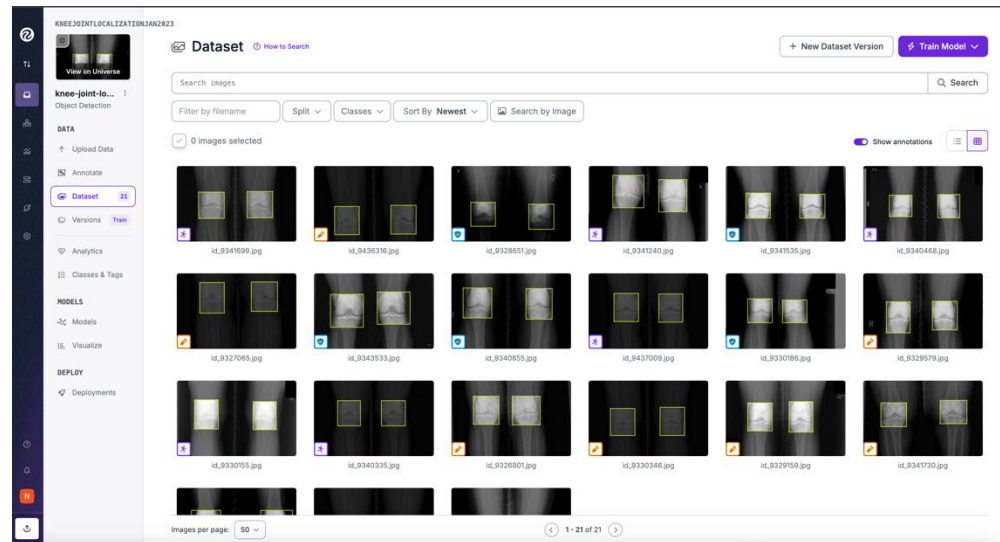 KNEEJOINTLOCALIZATIONJAN2023
View on Universe
knee-joint-lo...
Object Detection
DATA
Upload Data
Annotate
Dataset 21
Versions Train
Analytics
Classes & Tags
MODELS
Models
Visualize
DEPLOY
Deployments
N
Dataset How to Search
+ New Dataset Version
Train Model
Search images
Search
Filter by filename
Split
Classes
Sort By Newest
Search by Image
0 images selected
Show annotations
id_9341699.jpg
id_9436316.jpg
id_9328651.jpg
id_9341240.jpg
id_9341535.jpg
id_9340468.jpg
id_9327065.jpg
id_9343533.jpg
id_9340855.jpg
id_9437009.jpg
id_9330186.jpg
id_9329579.jpg
id_9330155.jpg
id_9340335.jpg
id_9326801.jpg
id_9330346.jpg
id_9329159.jpg
id_9341730.jpg
Images per page: 50
1 - 21 of 21